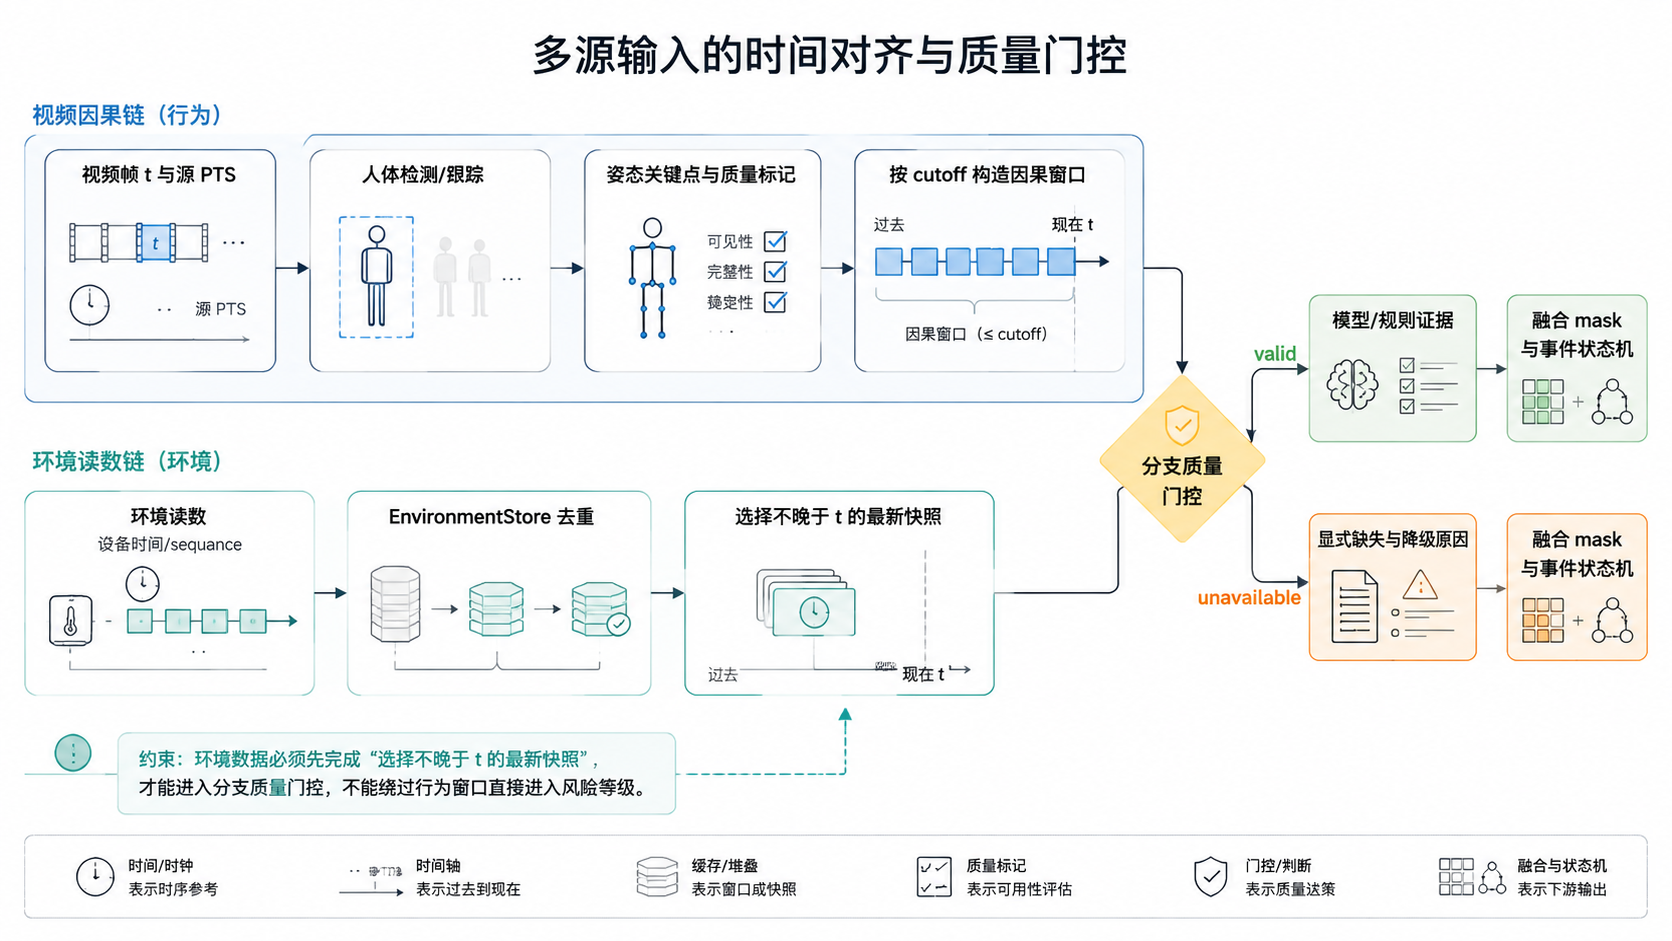 多源输入的时间对齐与质量门控
视频因果链（行为）
视频帧 t 与源 PTS
t
源 PTS
人体检测/跟踪
姿态关键点与质量标记
可见性
完整性
稳定性
按 cutoff 构造因果窗口
过去
现在 t
因果窗口（≤ cutoff）
分支质量
门控
valid
模型/规则证据
融合 mask
与事件状态机
unavailable
显式缺失与降级原因
融合 mask
与事件状态机
环境读数链（环境）
环境读数
设备时间/sequance
EnvironmentStore 去重
选择不晚于 t 的最新快照
过去
现在 t
约束：环境数据必须先完成“选择不晚于 t 的最新快照”，
才能进入分支质量门控，不能绕过行为窗口直接进入风险等级。
时间/时钟
表示时序参考
时间轴
表示过去到现在
缓存/堆叠
表示窗口成快照
质量标记
表示可用性评估
门控/判断
表示质量
融合与状态机
表示下游输出